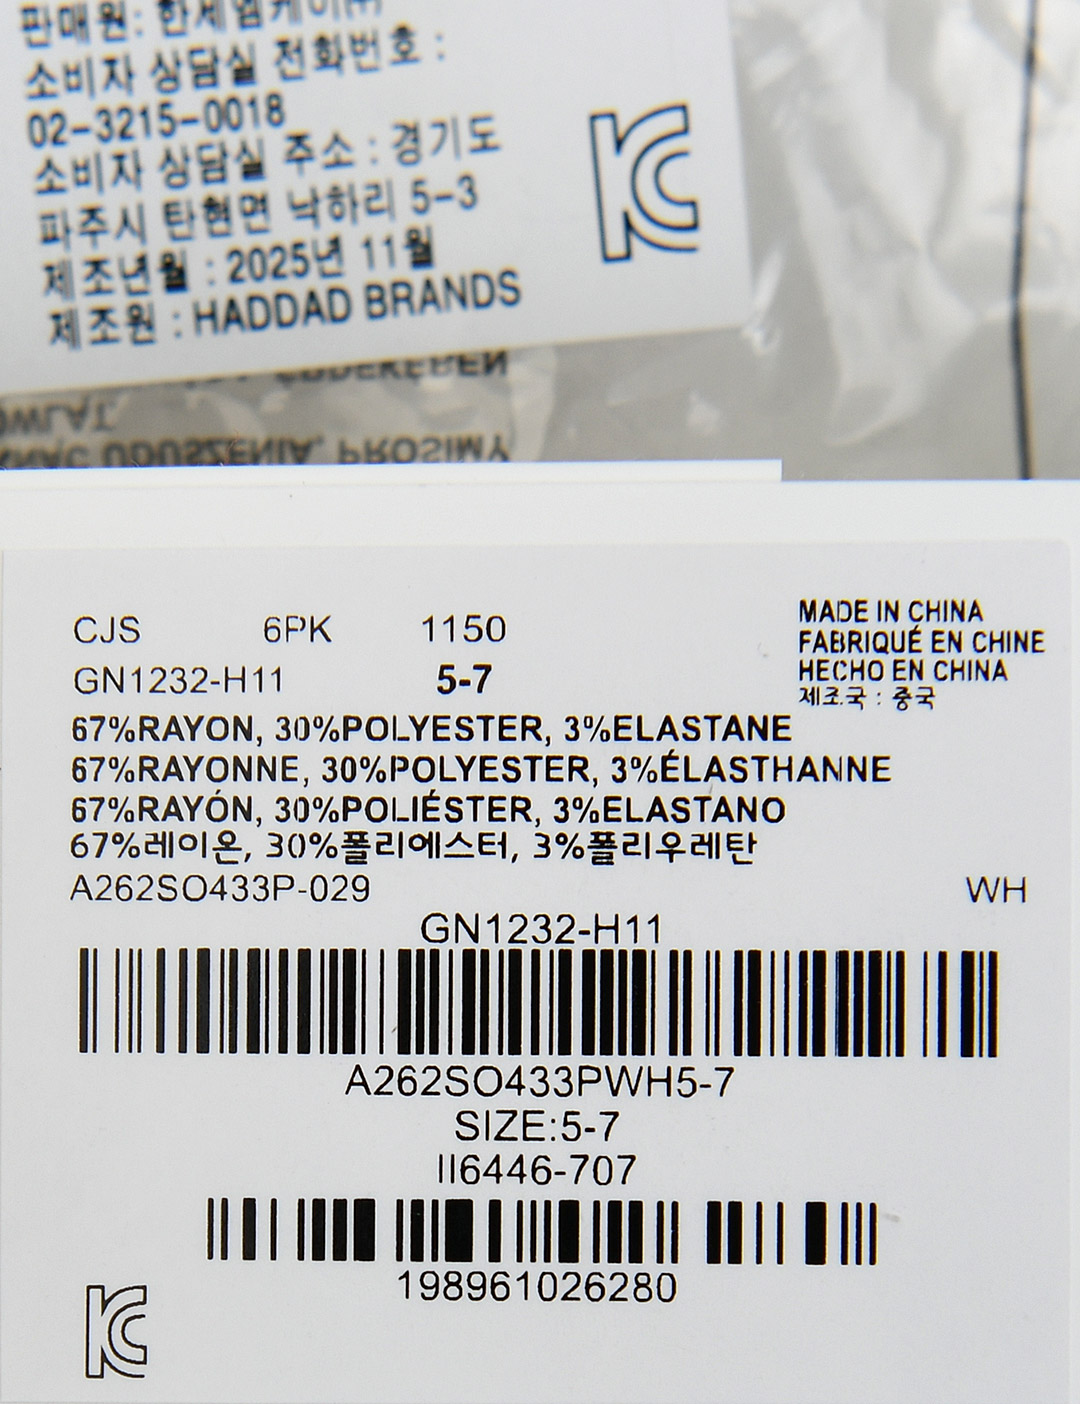 판매원: 한세엠케이(주)
소비자 상담실 전화번호 :
02-3215-0018
소비자 상담실 주소 : 경기도
파주시 탄현면 낙하리 5-3
제조년월 : 2025년 11월
제조원 : HADDAD BRANDS
KC
UDUSZENIA, PROSIMY
CJS 6PK 1150
GN1232-H11 5-7
MADE IN CHINA
FABRIQUÉ EN CHINE
HECHO EN CHINA
제조국 : 중국
67%RAYON, 30%POLYESTER, 3%ELASTANE
67%RAYONNE, 30%POLYESTER, 3%ÉLASTHANNE
67%RAYÓN, 30%POLIÉSTER, 3%ELASTANO
67%레이온, 30%폴리에스터, 3%폴리우레탄
A262SO433P-029 WH
GN1232-H11
A262SO433PWH5-7
SIZE:5-7
II6446-707
198961026280
KC